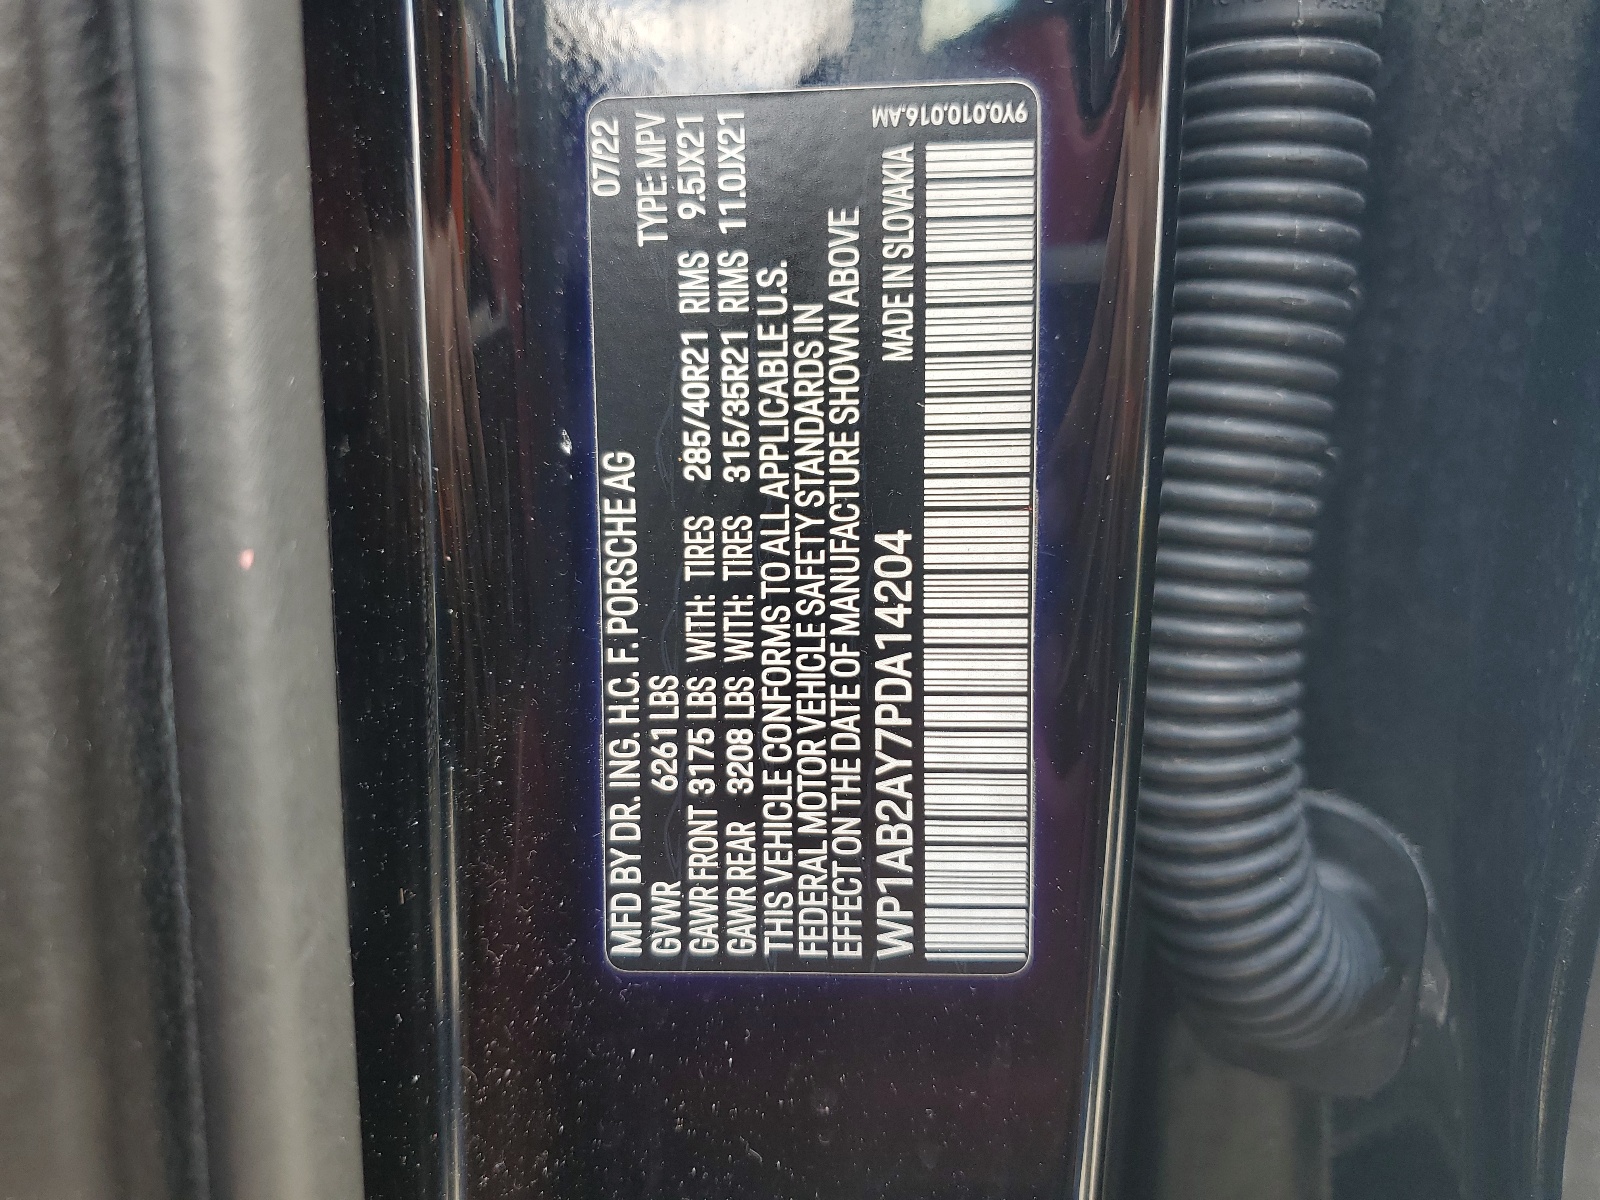 MFD BY DR. ING. H.C. F. PORSCHE AG 07/22
GVWR 6261 LBS TYPE: MPV
GAWR FRONT 3175 LBS WITH: TIRES 285/40R21 RIMS 9.5JX21
GAWR REAR 3208 LBS WITH: TIRES 315/35R21 RIMS 11.0JX21
THIS VEHICLE CONFORMS TO ALL APPLICABLE U.S.
FEDERAL MOTOR VEHICLE SAFETY STANDARDS IN
EFFECT ON THE DATE OF MANUFACTURE SHOWN ABOVE
WP1AB2AY7PDA14204 MADE IN SLOVAKIA
9Y0.010.016.AM